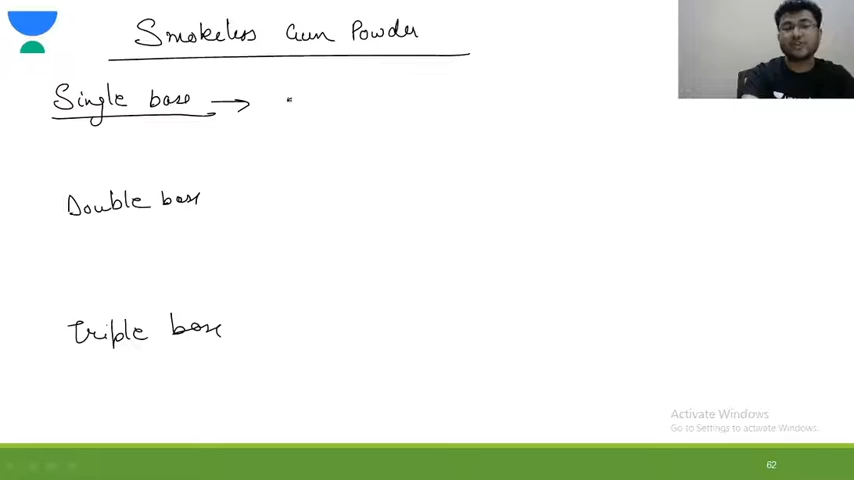 Smokeless Gun Powder
Single base →
Double base
Triple base
Activate Windows
Go to Settings to activate Windows.
62